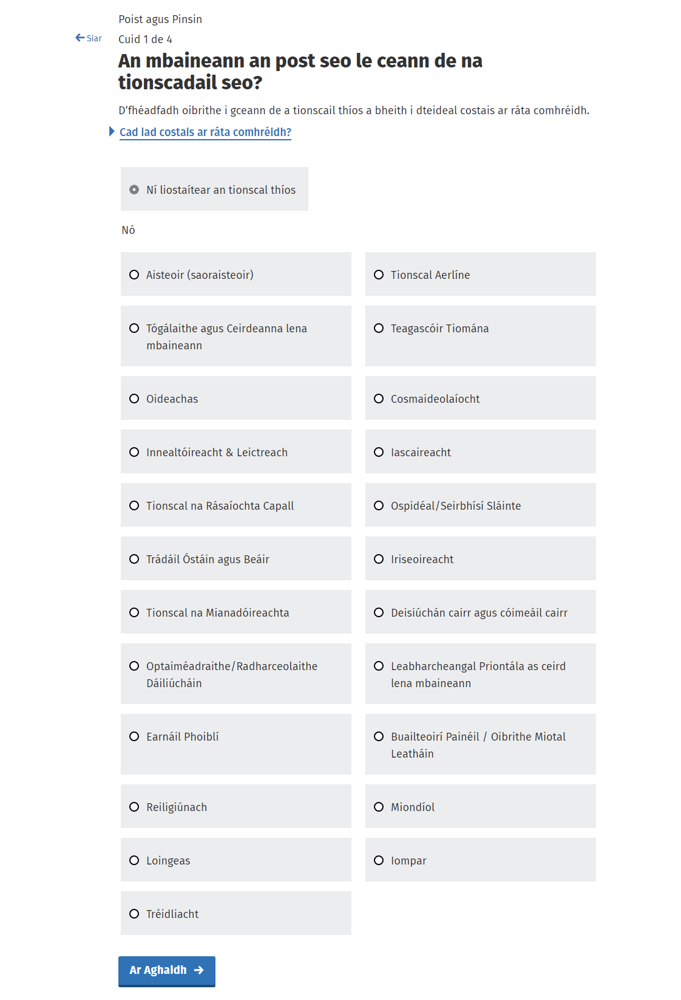 Poist agus Pinsin
Siar
Cuid 1 de 4
An mbaineann an post seo le ceann de na
tionscadail seo?
D'fhéadfadh oibrithe i gceann de a tionscail thíos a bheith i dteideal costais ar ráta comhréidh.
Cad iad costais ar ráta comhréidh?
Ní liostaítear an tionscal thíos
Nó
Aisteoir (saoraisteoir)
Tionscal Aerlíne
Tógálaithe agus Ceirdeanna lena
mbaineann
Teagascóir Tiomána
Oideachas
Cosmaideolaíocht
Innealtóireacht & Leictreach
Iascaireacht
Tionscal na Rásaíochta Capall
Ospidéal/Seirbhísí Sláinte
Trádáil Óstáin agus Beáir
Iriseoireacht
Tionscal na Mianadóireachta
Deisiúchán cairr agus cóimeáil cairr
Optaiméadraithe/Radharceolaithe
Dáiliúcháin
Leabharcheangal Priontála as ceird
lena mbaineann
Earnáil Phoiblí
Buailteoirí Painéil / Oibrithe Miotal
Leatháin
Reiligiúnach
Miondíol
Loingeas
Iompar
Tréidliacht
Ar Aghaidh